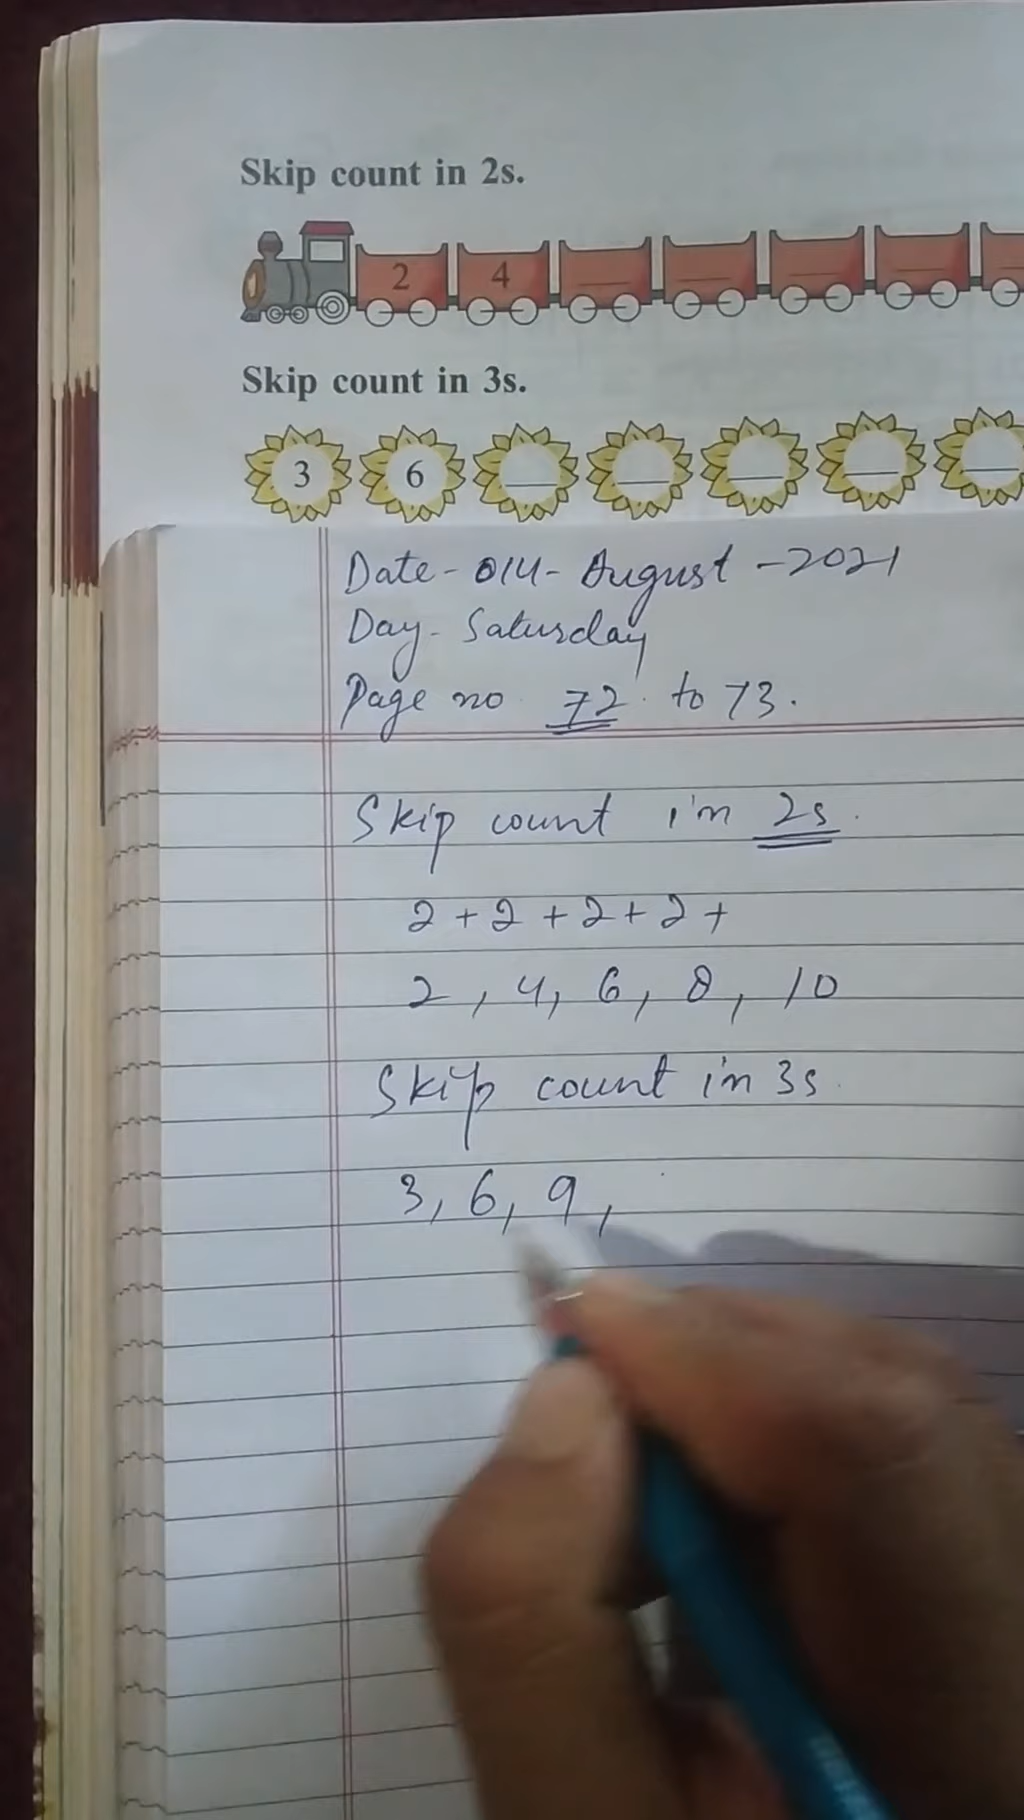 Skip count in 2s.
2 4
Skip count in 3s.
3 6
Date - 014 - August - 2021
Day - Saturday
Page no 72 to 73.
Skip count in 2s.
2 + 2 + 2 + 2 +
2, 4, 6, 8, 10
Skip count in 3s
3, 6, 9,